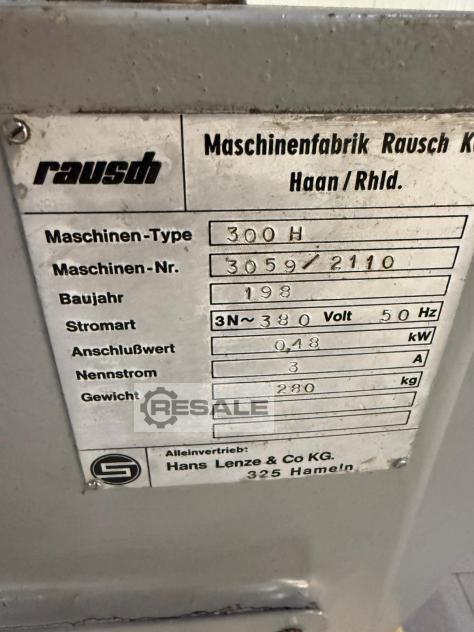 rausch
Maschinenfabrik Rausch K
Haan/Rhld.
Maschinen-Type 300 H
Maschinen-Nr. 3059/2110
Baujahr 198
Stromart 3N~380 Volt 50 Hz
Anschlußwert 0,48 kW
Nennstrom 3 A
Gewicht 280 kg
RESALE
S
Alleinvertrieb:
Hans Lenze & Co KG.
325 Hameln